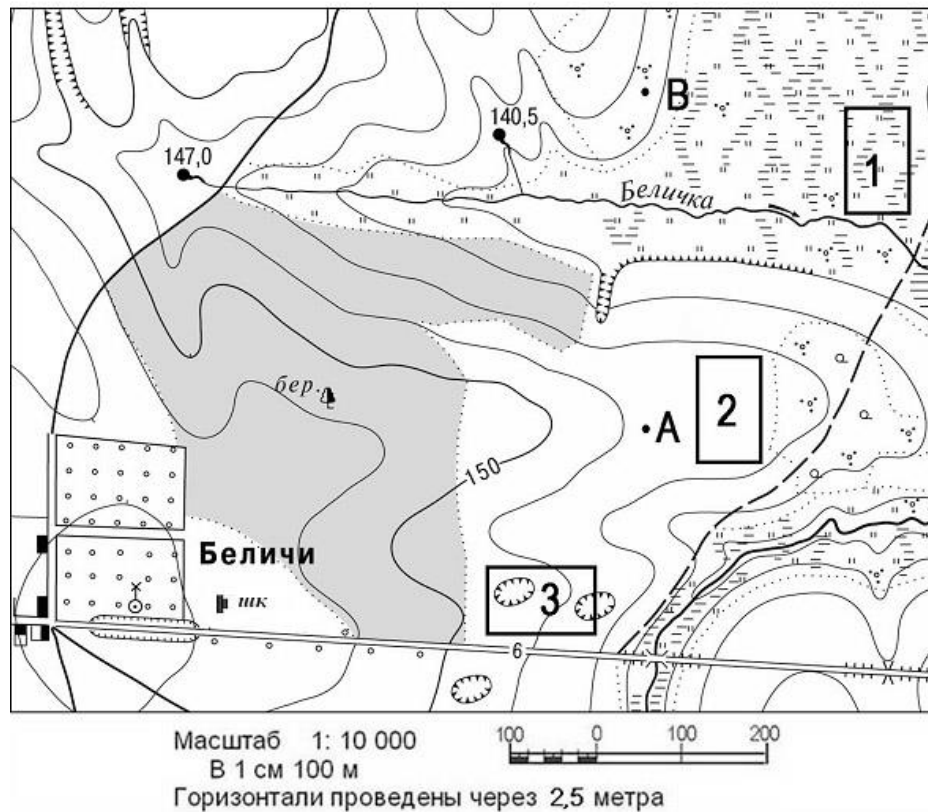 В
140,5
147,0
1
Беличка
бер.
2
А
150
Беличи
3
шк
6
Масштаб 1: 10 000
100 0 100 200
В 1 см 100 м
Горизонтали проведены через 2,5 метра